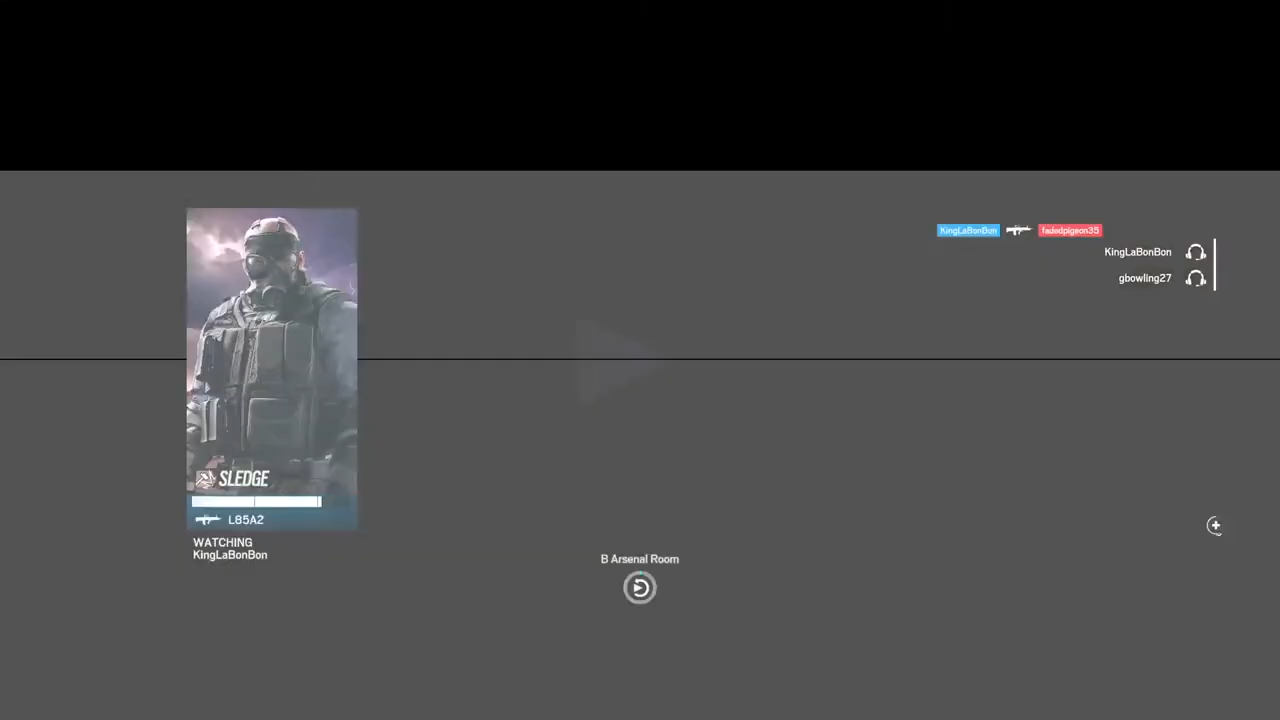 KingLaBonBon fadedpigeon35
KingLaBonBon
gbowling27
SLEDGE
L85A2
WATCHING
KingLaBonBon
B Arsenal Room